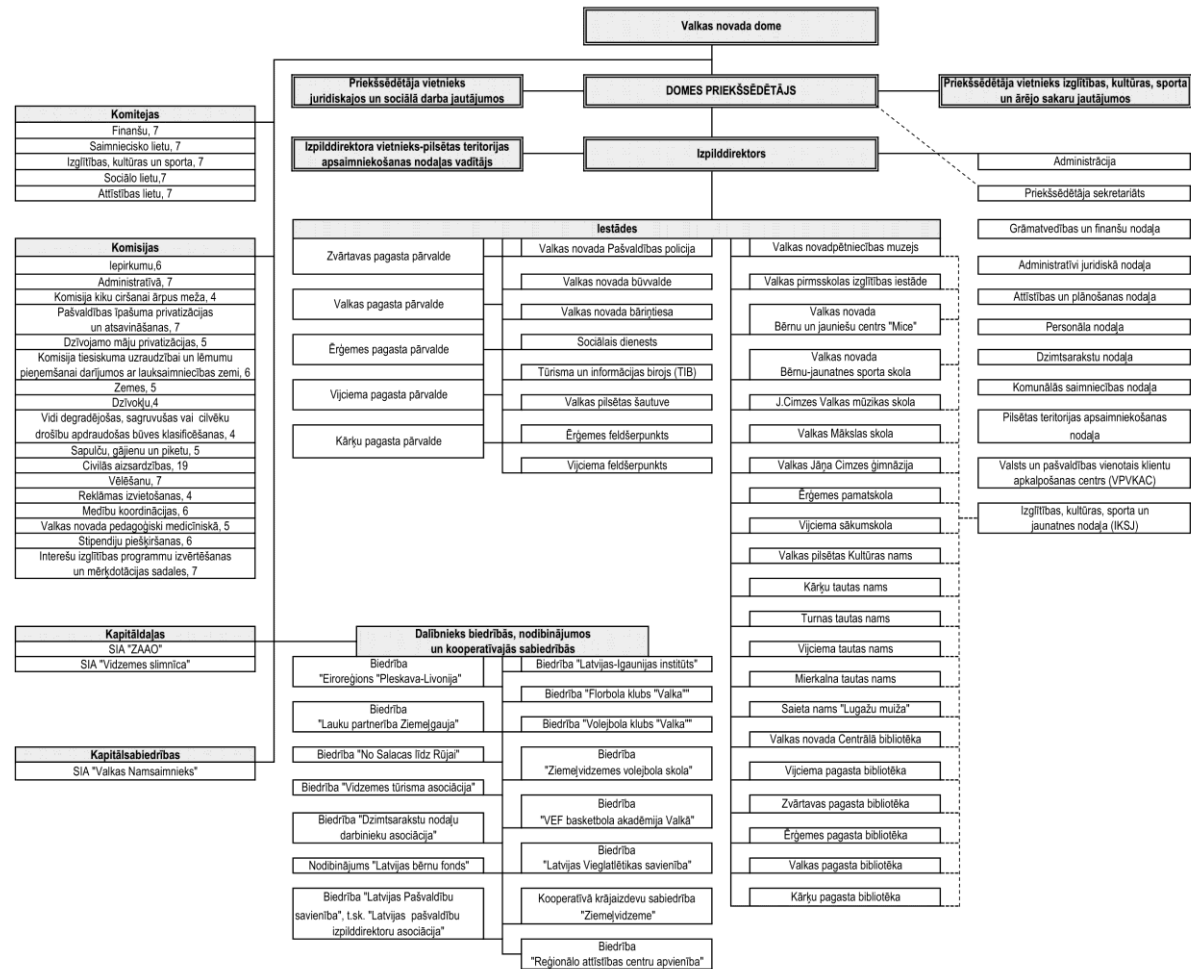 Valkas novada dome
Priekšsēdētāja vietnieks
juridiskajos un sociālā darba jautājumos
DOMES PRIEKŠSĒDĒTĀJS
Priekšsēdētāja vietnieks izglītības, kultūras, sporta
un ārējo sakaru jautājumos
Izpilddirektora vietnieks-pilsētas teritorijas
apsaimniekošanas nodaļas vadītājs
Izpilddirektors
Komitejas
Finanšu, 7
Saimniecisko lietu, 7
Izglītības, kultūras un sporta, 7
Sociālo lietu,7
Attīstības lietu, 7
Komisijas
Iepirkumu,6
Administratīvā, 7
Komisija kiku ciršanai ārpus meža, 4
Pašvaldības īpašuma privatizācijas
un atsavināšanas, 7
Dzīvojamo māju privatizācijas, 5
Komisija tiesiskuma uzraudzībai un lēmumu
pieņemšanai darījumos ar lauksaimniecības zemi, 6
Zemes, 5
Dzīvokļu,4
Vidi degradējošas, sagruvušas vai cilvēku
drošību apdraudošas būves klasificēšanas, 4
Sapulču, gājienu un piketu, 5
Civilās aizsardzības, 19
Vēlēšanu, 7
Reklāmas izvietošanas, 4
Medību koordinācijas, 6
Valkas novada pedagoģiski medicīniskā, 5
Stipendiju piešķiršanas, 6
Interešu izglītības programmu izvērtēšanas
un mērķdotācijas sadales, 7
Kapitāldaļas
SIA "ZAAO"
SIA "Vidzemes slimnīca"
Kapitālsabiedrības
SIA "Valkas Namsaimnieks"
Iestādes
Zvārtavas pagasta pārvalde
Valkas pagasta pārvalde
Ērģemes pagasta pārvalde
Vijciema pagasta pārvalde
Kārķu pagasta pārvalde
Valkas novada Pašvaldības policija
Valkas novada būvvalde
Valkas novada bāriņtiesa
Sociālais dienests
Tūrisma un informācijas birojs (TIB)
Valkas pilsētas šautuve
Ērģemes feldšerpunkts
Vijciema feldšerpunkts
Valkas novadpētniecības muzejs
Valkas pirmsskolas izglītības iestāde
Valkas novada
Bērnu un jauniešu centrs "Mice"
Valkas novada
Bērnu-jaunatnes sporta skola
J.Cimzes Valkas mūzikas skola
Valkas Mākslas skola
Valkas Jāņa Cimzes ģimnāzija
Ērģemes pamatskola
Vijciema sākumskola
Valkas pilsētas Kultūras nams
Kārķu tautas nams
Turnas tautas nams
Vijciema tautas nams
Mierkalna tautas nams
Saieta nams "Lugažu muiža"
Valkas novada Centrālā bibliotēka
Vijciema pagasta bibliotēka
Zvārtavas pagasta bibliotēka
Ērģemes pagasta bibliotēka
Valkas pagasta bibliotēka
Kārķu pagasta bibliotēka
Administrācija
Priekšsēdētāja sekretariāts
Grāmatvedības un finanšu nodaļa
Administratīvi juridiskā nodaļa
Attīstības un plānošanas nodaļa
Personāla nodaļa
Dzimtsarakstu nodaļa
Komunālās saimniecības nodaļa
Pilsētas teritorijas apsaimniekošanas
nodaļa
Valsts un pašvaldības vienotais klientu
apkalpošanas centrs (VPVKAC)
Izglītības, kultūras, sporta un
jaunatnes nodaļa (IKSJ)
Dalībnieks biedrībās, nodibinājumos
un kooperatīvajās sabiedrībās
Biedrība
"Eiroreģions "Pleskava-Livonija"
Biedrība
"Lauku partnerība Ziemeļgauja"
Biedrība "No Salacas līdz Rūjai"
Biedrība "Vidzemes tūrisma asociācija"
Biedrība "Dzimtsarakstu nodaļu
darbinieku asociācija"
Nodibinājums "Latvijas bērnu fonds"
Biedrība "Latvijas Pašvaldību
savienība", t.sk. "Latvijas pašvaldību
izpilddirektoru asociācija"
Biedrība "Latvijas-Igaunijas institūts"
Biedrība "Florbola klubs "Valka""
Biedrība "Volejbola klubs "Valka""
Biedrība
"Ziemeļvidzemes volejbola skola"
Biedrība
"VEF basketbola akadēmija Valkā"
Biedrība
"Latvijas Vieglatlētikas savienība"
Kooperatīvā krājaizdevu sabiedrība
"Ziemeļvidzeme"
Biedrība
"Reģionālo attīstības centru apvienība"